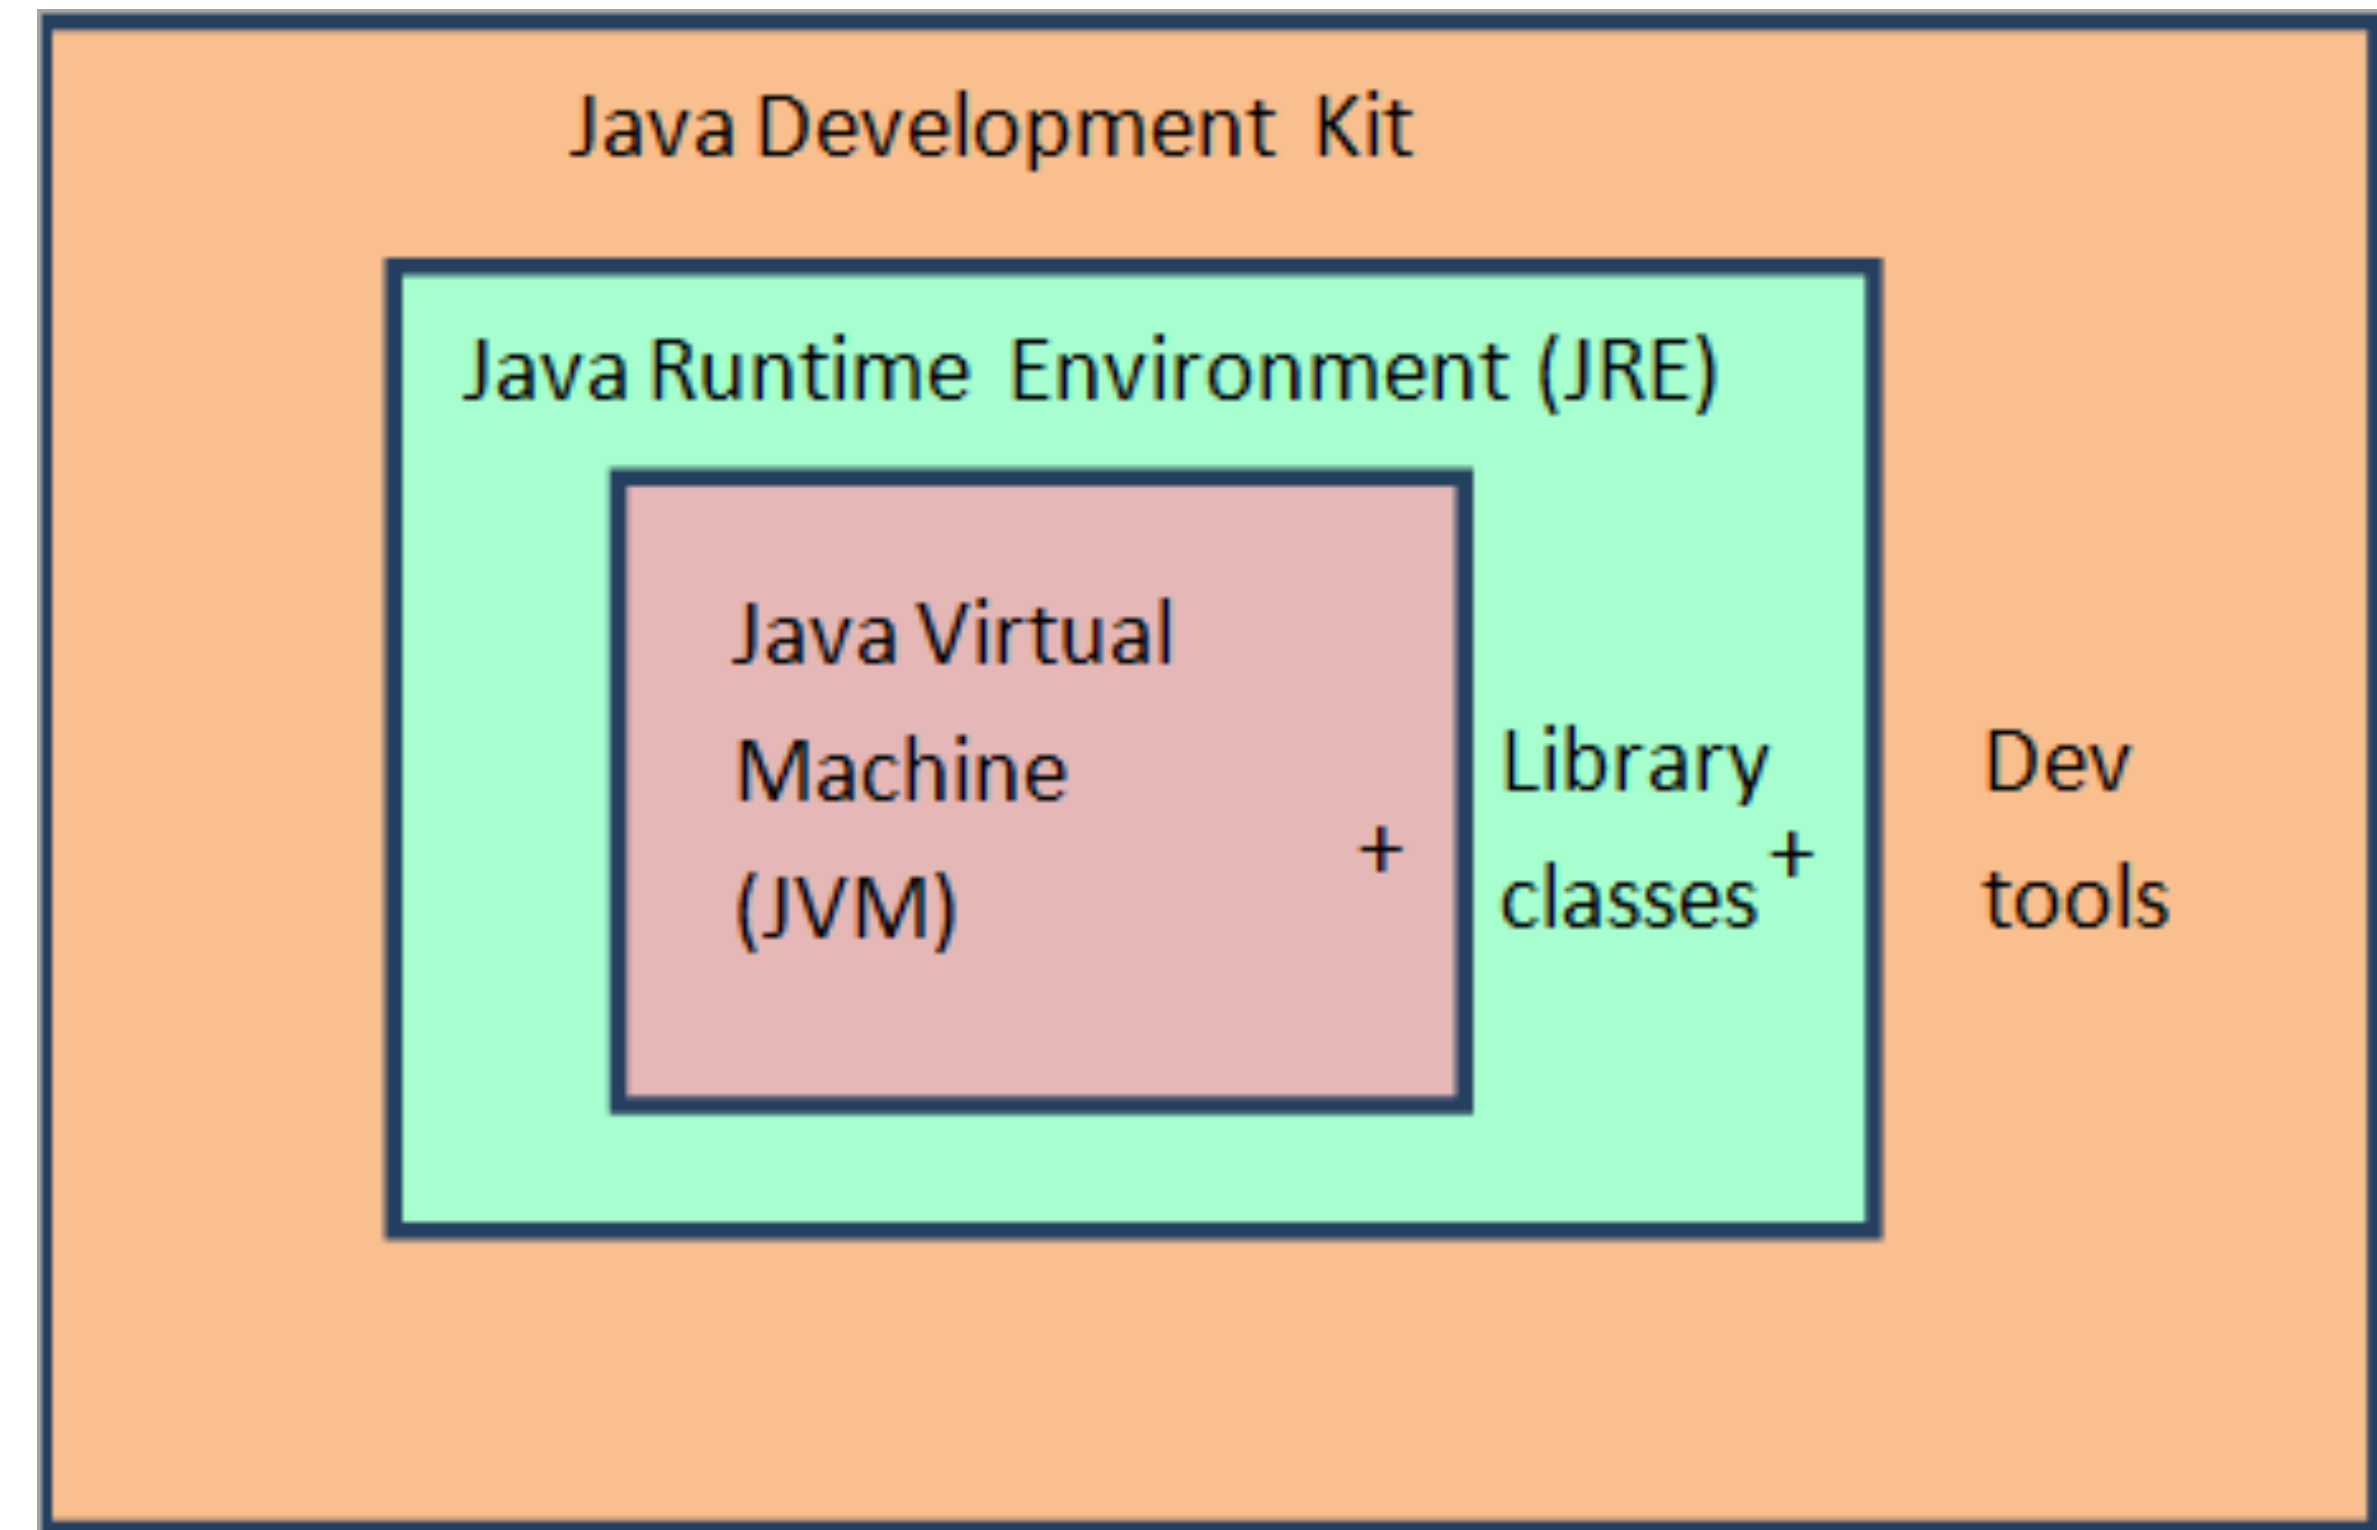 Java Development Kit
Java Runtime Environment (JRE)
Java Virtual
Machine
(JVM)
+
Library
classes +
Dev
tools